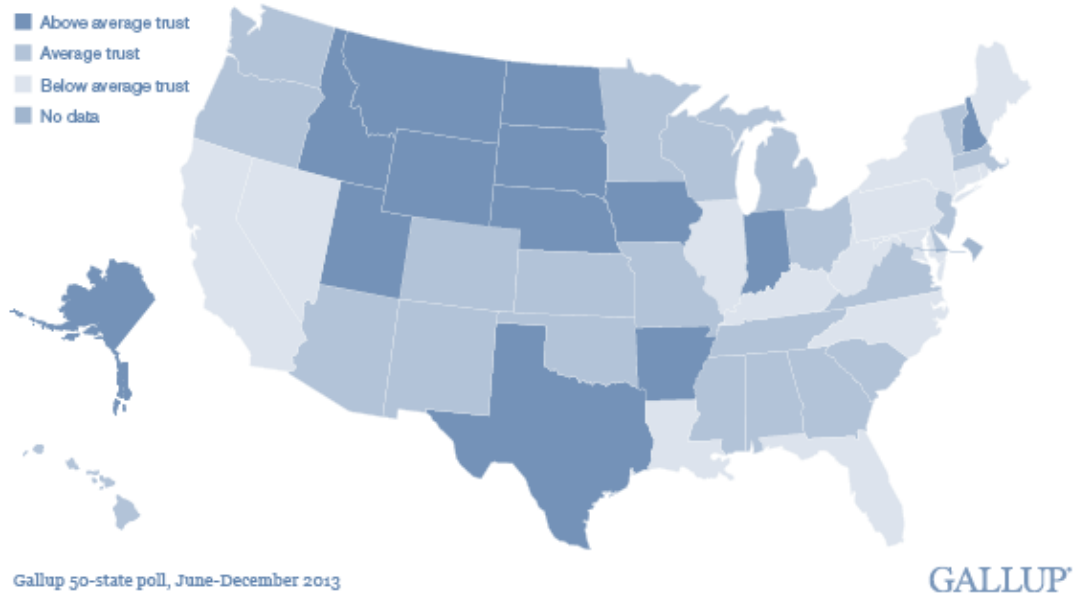 Above average trust
Average trust
Below average trust
No data
Gallup 50-state poll, June-December 2013
GALLUP®